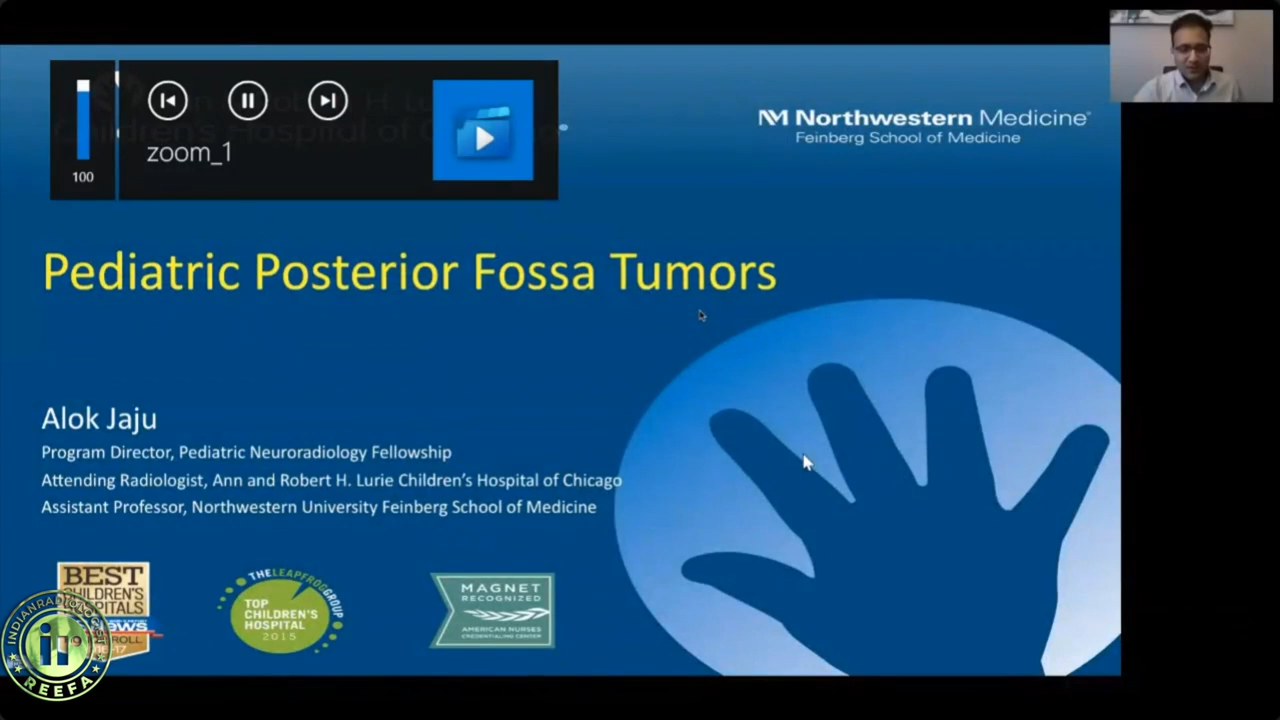 Northwestern Medicine®
Feinberg School of Medicine
100
zoom_1
Pediatric Posterior Fossa Tumors
Alok Jaju
Program Director, Pediatric Neuroradiology Fellowship
Attending Radiologist, Ann and Robert H. Lurie Children's Hospital of Chicago
Assistant Professor, Northwestern University Feinberg School of Medicine
BEST
CHILDREN'S
HOSPITALS
THE LEAPFROG GROUP
TOP
CHILDREN'S
HOSPITAL
2015
MAGNET
RECOGNIZED
AMERICAN NURSES
CREDENTIALING CENTER
INDIANRADIOLOGIST
REEFA